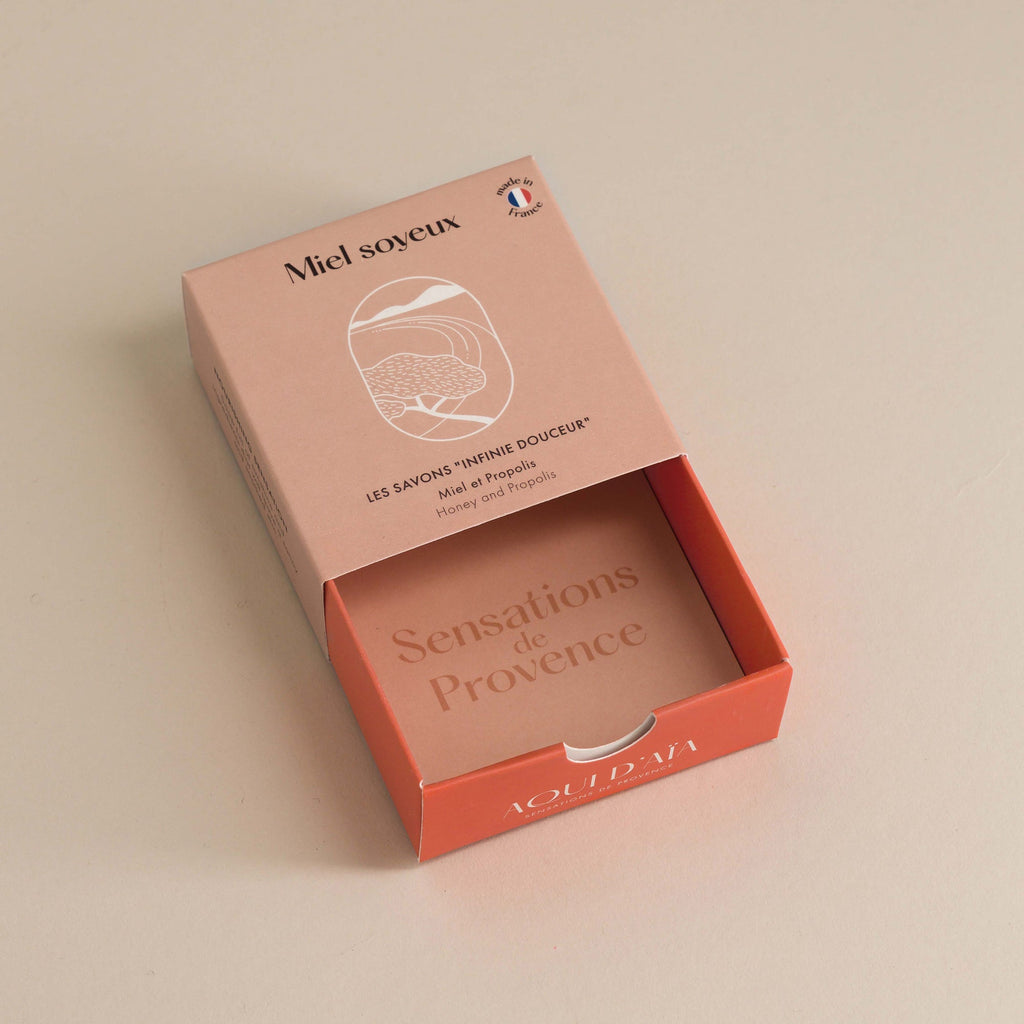 made in
France
Miel soyeux
LES SAVONS "INFINIE DOUCEUR"
Miel et Propolis
Honey and Propolis
Sensations
de
Provence
AQUI D'AÏA
SENSATIONS DE PROVENCE